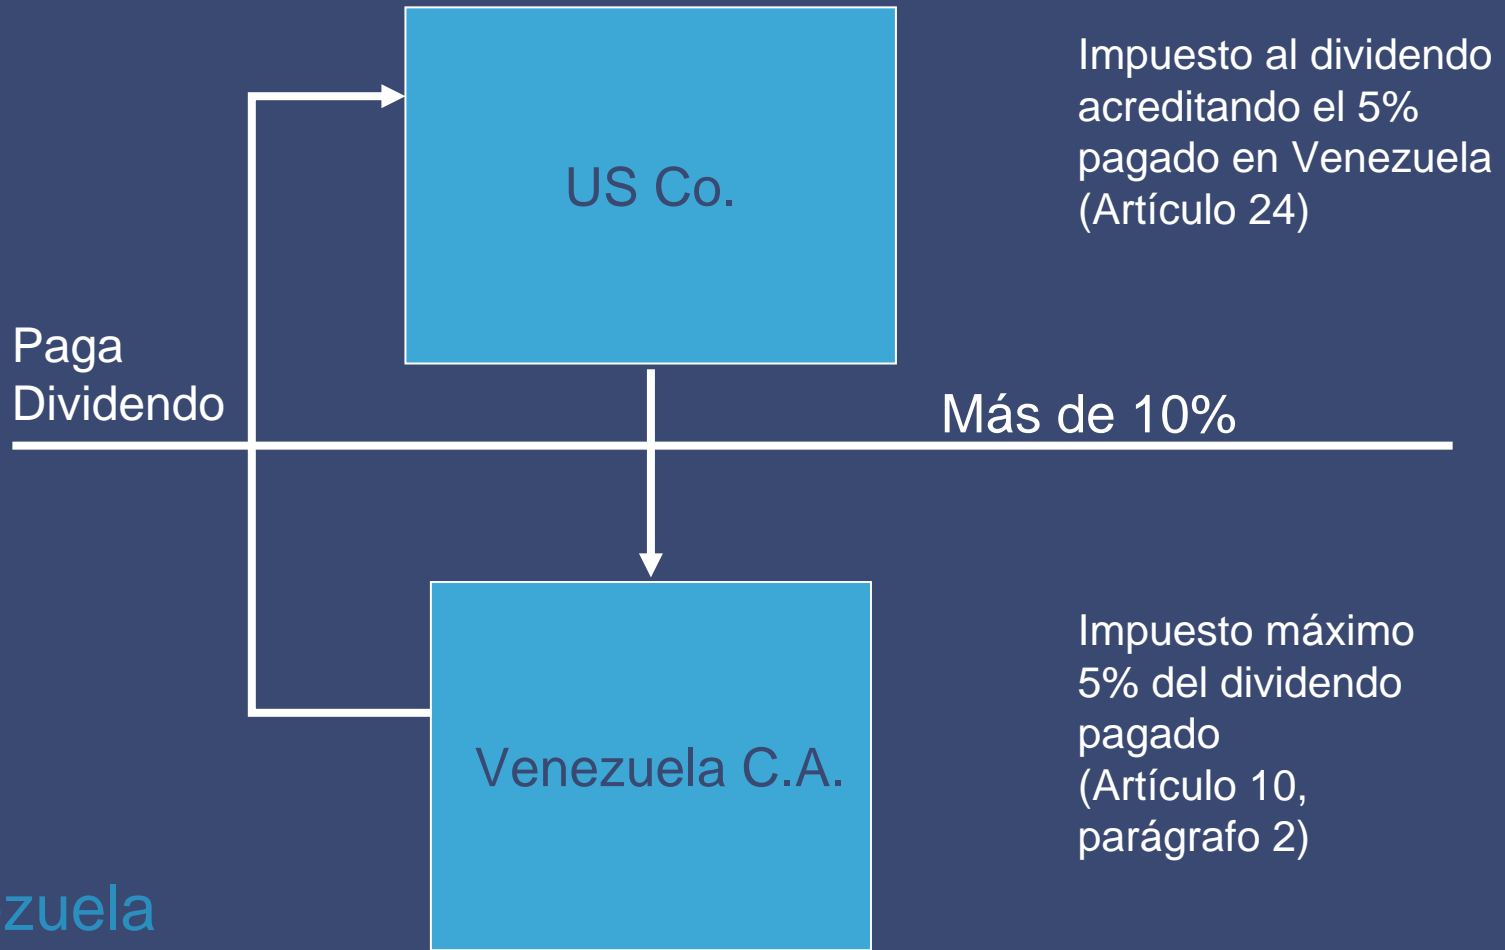 Impuesto al dividendo
acreditando el 5%
pagado en Venezuela
(Artículo 24)
US Co.
Paga
Dividendo
Más de 10%
Impuesto máximo
5% del dividendo
pagado
(Artículo 10,
parágrafo 2)
Venezuela C.A.
zuela